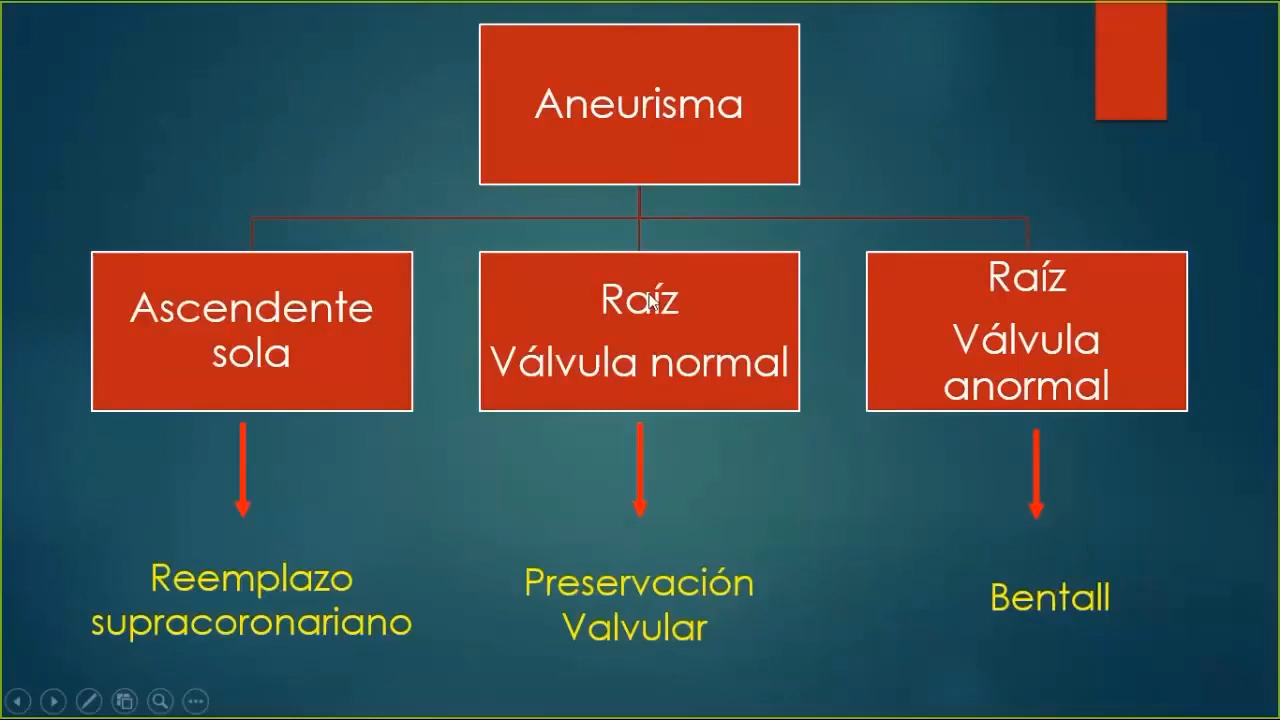 Aneurisma
Ascendente
sola
Raíz
Válvula normal
Raíz
Válvula
anormal
Reemplazo
supracoronariano
Preservación
Valvular
Bentall